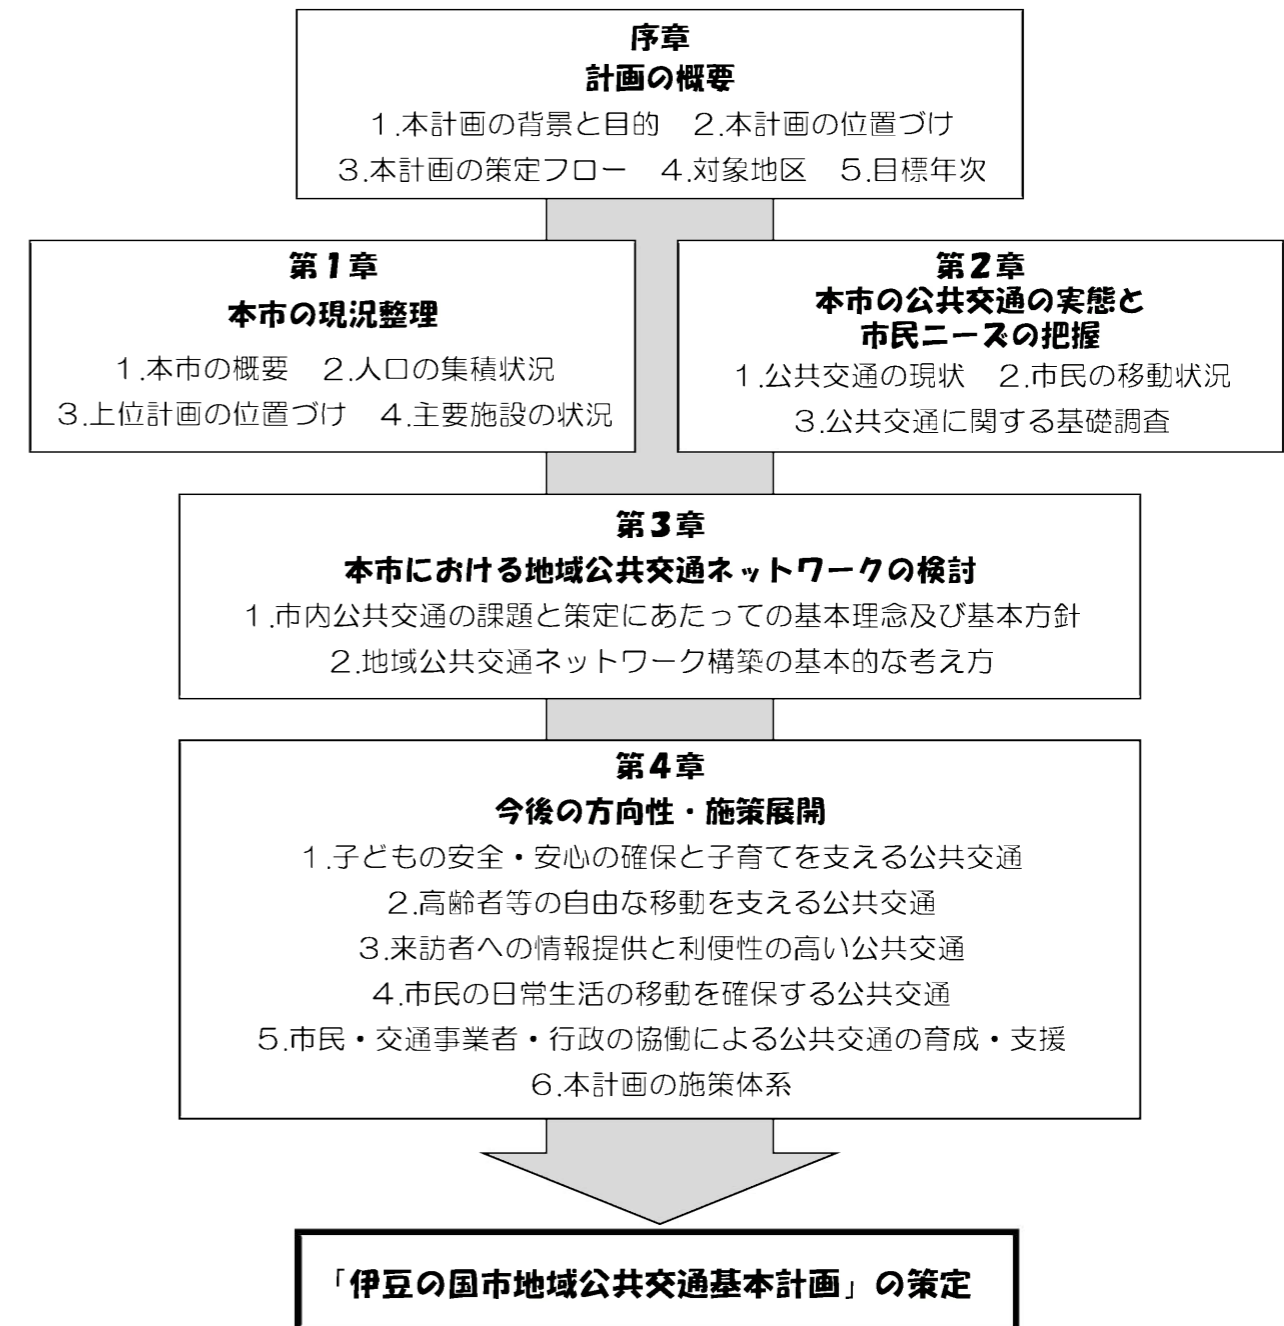 序章
計画の概要
１.本計画の背景と目的　２.本計画の位置づけ
３.本計画の策定フロー　４.対象地区　５.目標年次
第１章
本市の現況整理
１.本市の概要　２.人口の集積状況
３.上位計画の位置づけ　４.主要施設の状況
第２章
本市の公共交通の実態と
市民ニーズの把握
１.公共交通の現状　２.市民の移動状況
３.公共交通に関する基礎調査
第３章
本市における地域公共交通ネットワークの検討
１.市内公共交通の課題と策定にあたっての基本理念及び基本方針
２.地域公共交通ネットワーク構築の基本的な考え方
第４章
今後の方向性・施策展開
１.子どもの安全・安心の確保と子育てを支える公共交通
２.高齢者等の自由な移動を支える公共交通
３.来訪者への情報提供と利便性の高い公共交通
４.市民の日常生活の移動を確保する公共交通
５.市民・交通事業者・行政の協働による公共交通の育成・支援
６.本計画の施策体系
「伊豆の国市地域公共交通基本計画」の策定